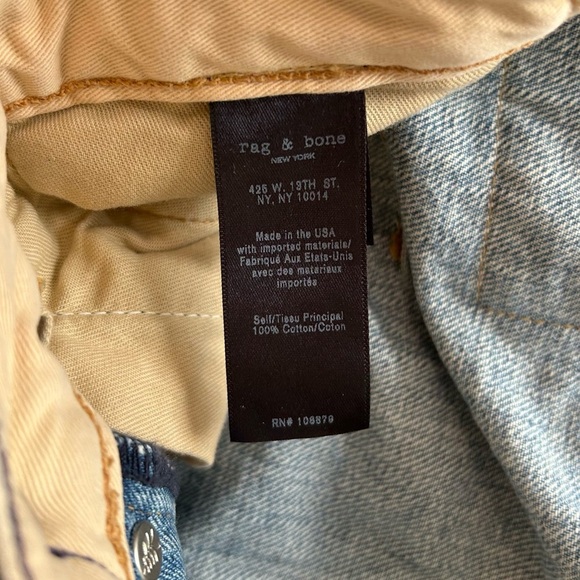 rag & bone
NEW YORK
425 W. 13TH ST.
NY, NY 10014
Made in the USA
with imported materials/
Fabriqué Aux Etats-Unis
avec des materiaux
importés
Self/Tissu Principal
100% Cotton/Coton
RN# 108879